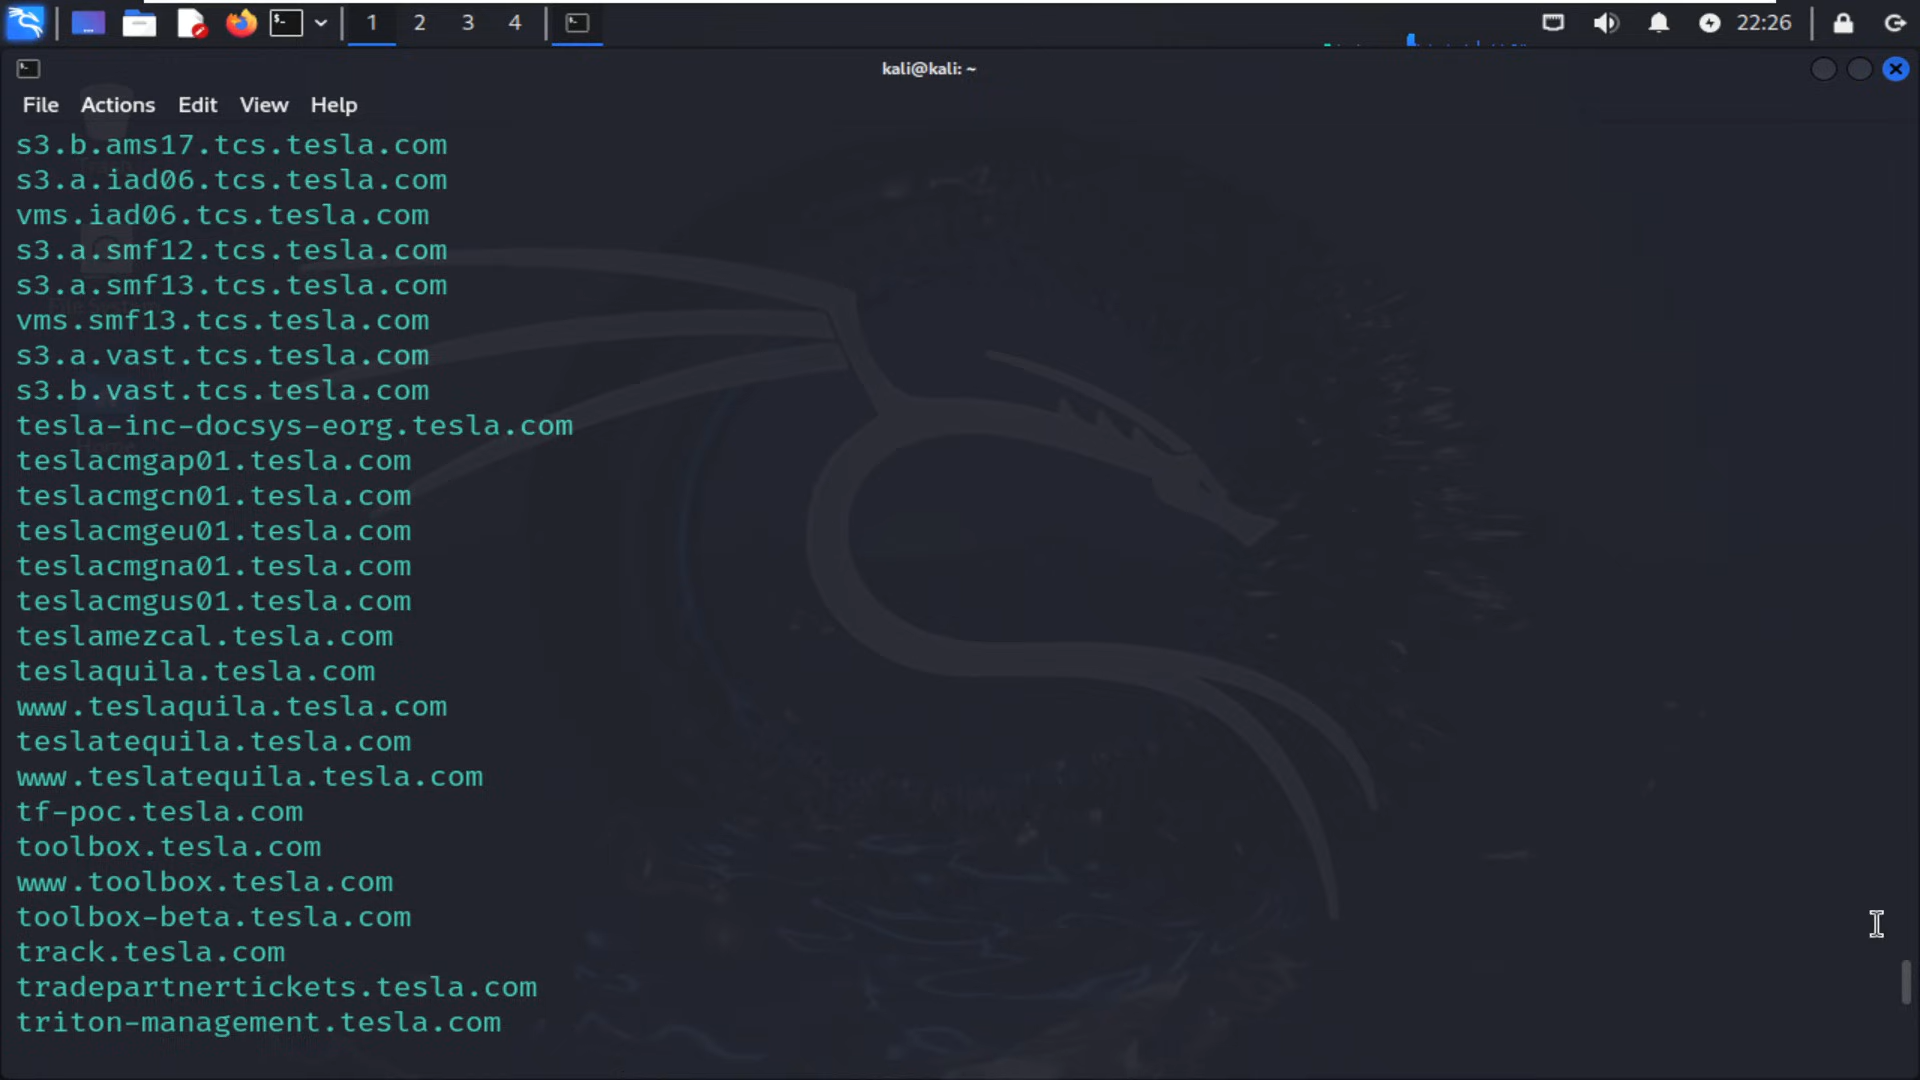 1 2 3 4 22:26
kali@kali: ~
File Actions Edit View Help
s3.b.ams17.tcs.tesla.com
s3.a.iad06.tcs.tesla.com
vms.iad06.tcs.tesla.com
s3.a.smf12.tcs.tesla.com
s3.a.smf13.tcs.tesla.com
vms.smf13.tcs.tesla.com
s3.a.vast.tcs.tesla.com
s3.b.vast.tcs.tesla.com
tesla-inc-docsys-eorg.tesla.com
teslacmgap01.tesla.com
teslacmgcn01.tesla.com
teslacmgeu01.tesla.com
teslacmgna01.tesla.com
teslacmgus01.tesla.com
teslamezcal.tesla.com
teslaquila.tesla.com
www.teslaquila.tesla.com
teslatequila.tesla.com
www.teslatequila.tesla.com
tf-poc.tesla.com
toolbox.tesla.com
www.toolbox.tesla.com
toolbox-beta.tesla.com
track.tesla.com
tradepartnertickets.tesla.com
triton-management.tesla.com